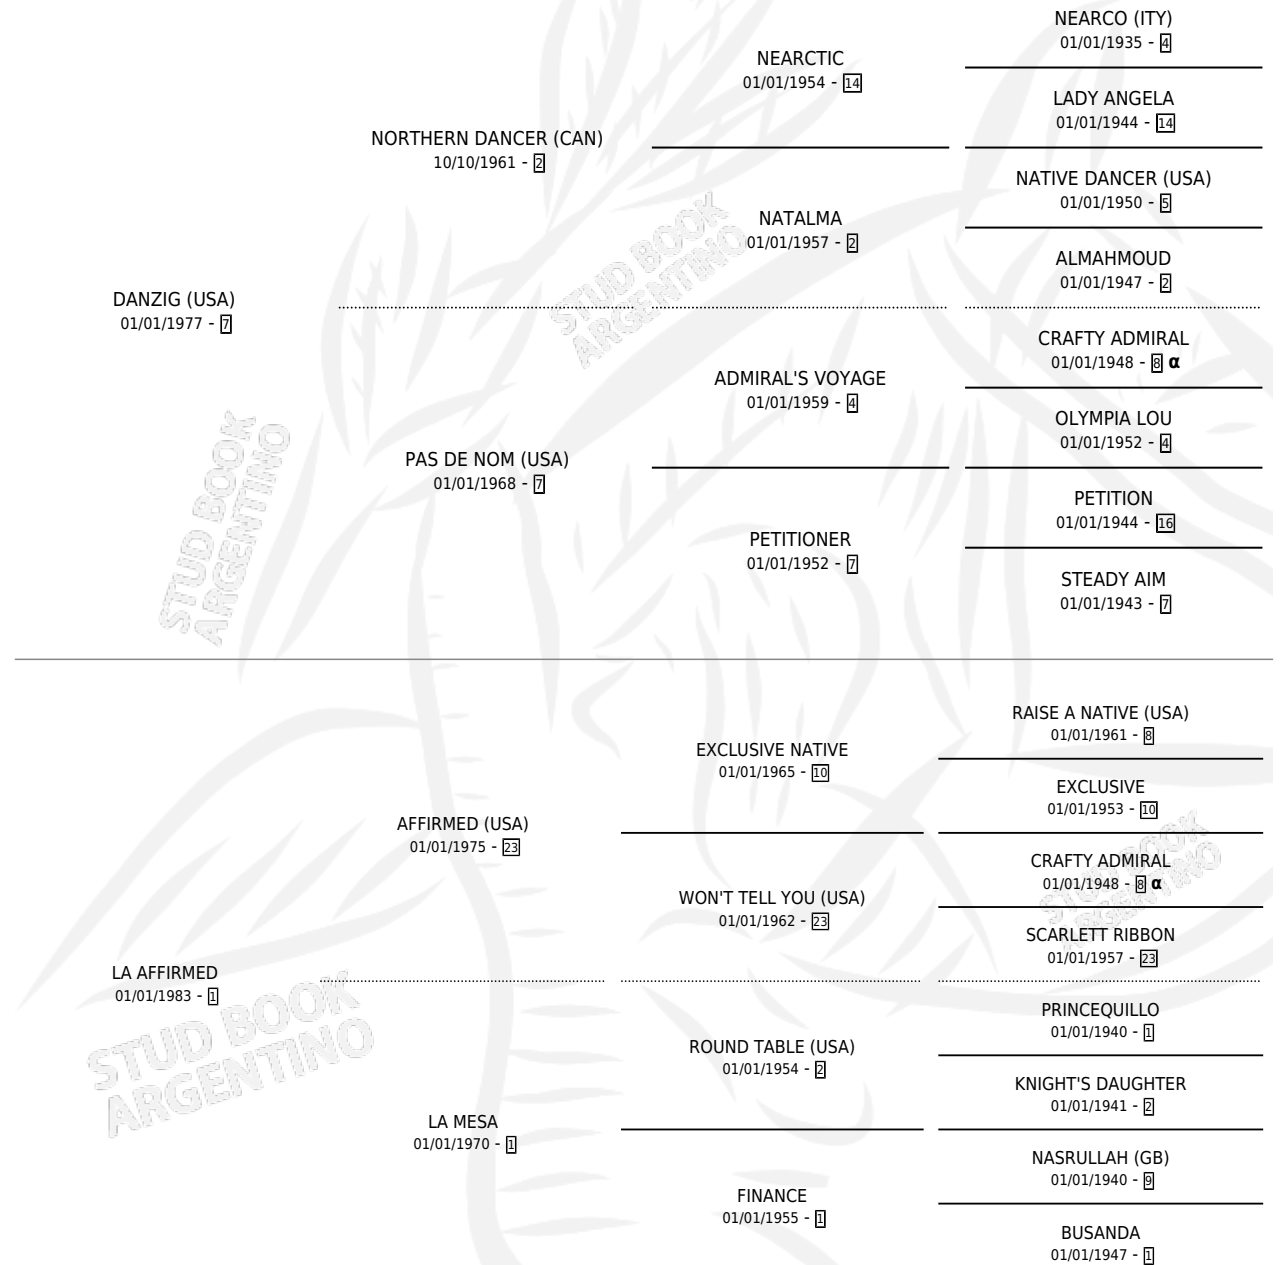 NEARCO (ITY)
01/01/1935 - 4
NEARCTIC
01/01/1954 - 14
LADY ANGELA
01/01/1944 - 14
NORTHERN DANCER (CAN)
10/10/1961 - 2
NATIVE DANCER (USA)
01/01/1950 - 5
NATALMA
01/01/1957 - 2
ALMAHMOUD
01/01/1947 - 2
DANZIG (USA)
01/01/1977 - 7
CRAFTY ADMIRAL
01/01/1948 - 8 α
ADMIRAL'S VOYAGE
01/01/1959 - 4
OLYMPIA LOU
01/01/1952 - 4
PAS DE NOM (USA)
01/01/1968 - 7
PETITION
01/01/1944 - 16
PETITIONER
01/01/1952 - 7
STEADY AIM
01/01/1943 - 7
RAISE A NATIVE (USA)
01/01/1961 - 8
EXCLUSIVE NATIVE
01/01/1965 - 10
EXCLUSIVE
01/01/1953 - 10
AFFIRMED (USA)
01/01/1975 - 23
CRAFTY ADMIRAL
01/01/1948 - 8 α
WON'T TELL YOU (USA)
01/01/1962 - 23
SCARLETT RIBBON
01/01/1957 - 23
LA AFFIRMED
01/01/1983 - 1
PRINCEQUILLO
01/01/1940 - 1
ROUND TABLE (USA)
01/01/1954 - 2
KNIGHT'S DAUGHTER
01/01/1941 - 2
LA MESA
01/01/1970 - 1
NASRULLAH (GB)
01/01/1940 - 9
FINANCE
01/01/1955 - 1
BUSANDA
01/01/1947 - 1
STUD BOOK
ARGENTINO
STUD BOOK
ARGENTINO
STUD BOOK
ARGENTINO
STUD BOOK
ARGENTINO